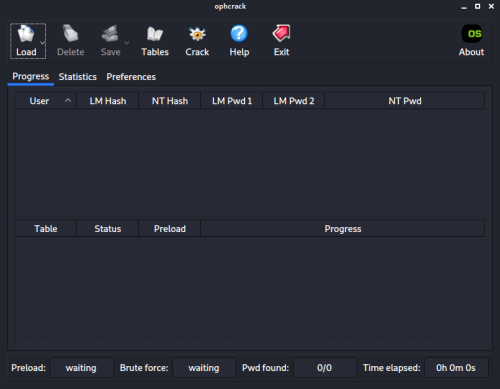 ophcrack
Load Delete Save Tables Crack Help Exit OS About
Progress Statistics Preferences
User LM Hash NT Hash LM Pwd 1 LM Pwd 2 NT Pwd
Table Status Preload Progress
Preload: waiting Brute force: waiting Pwd found: 0/0 Time elapsed: 0h 0m 0s